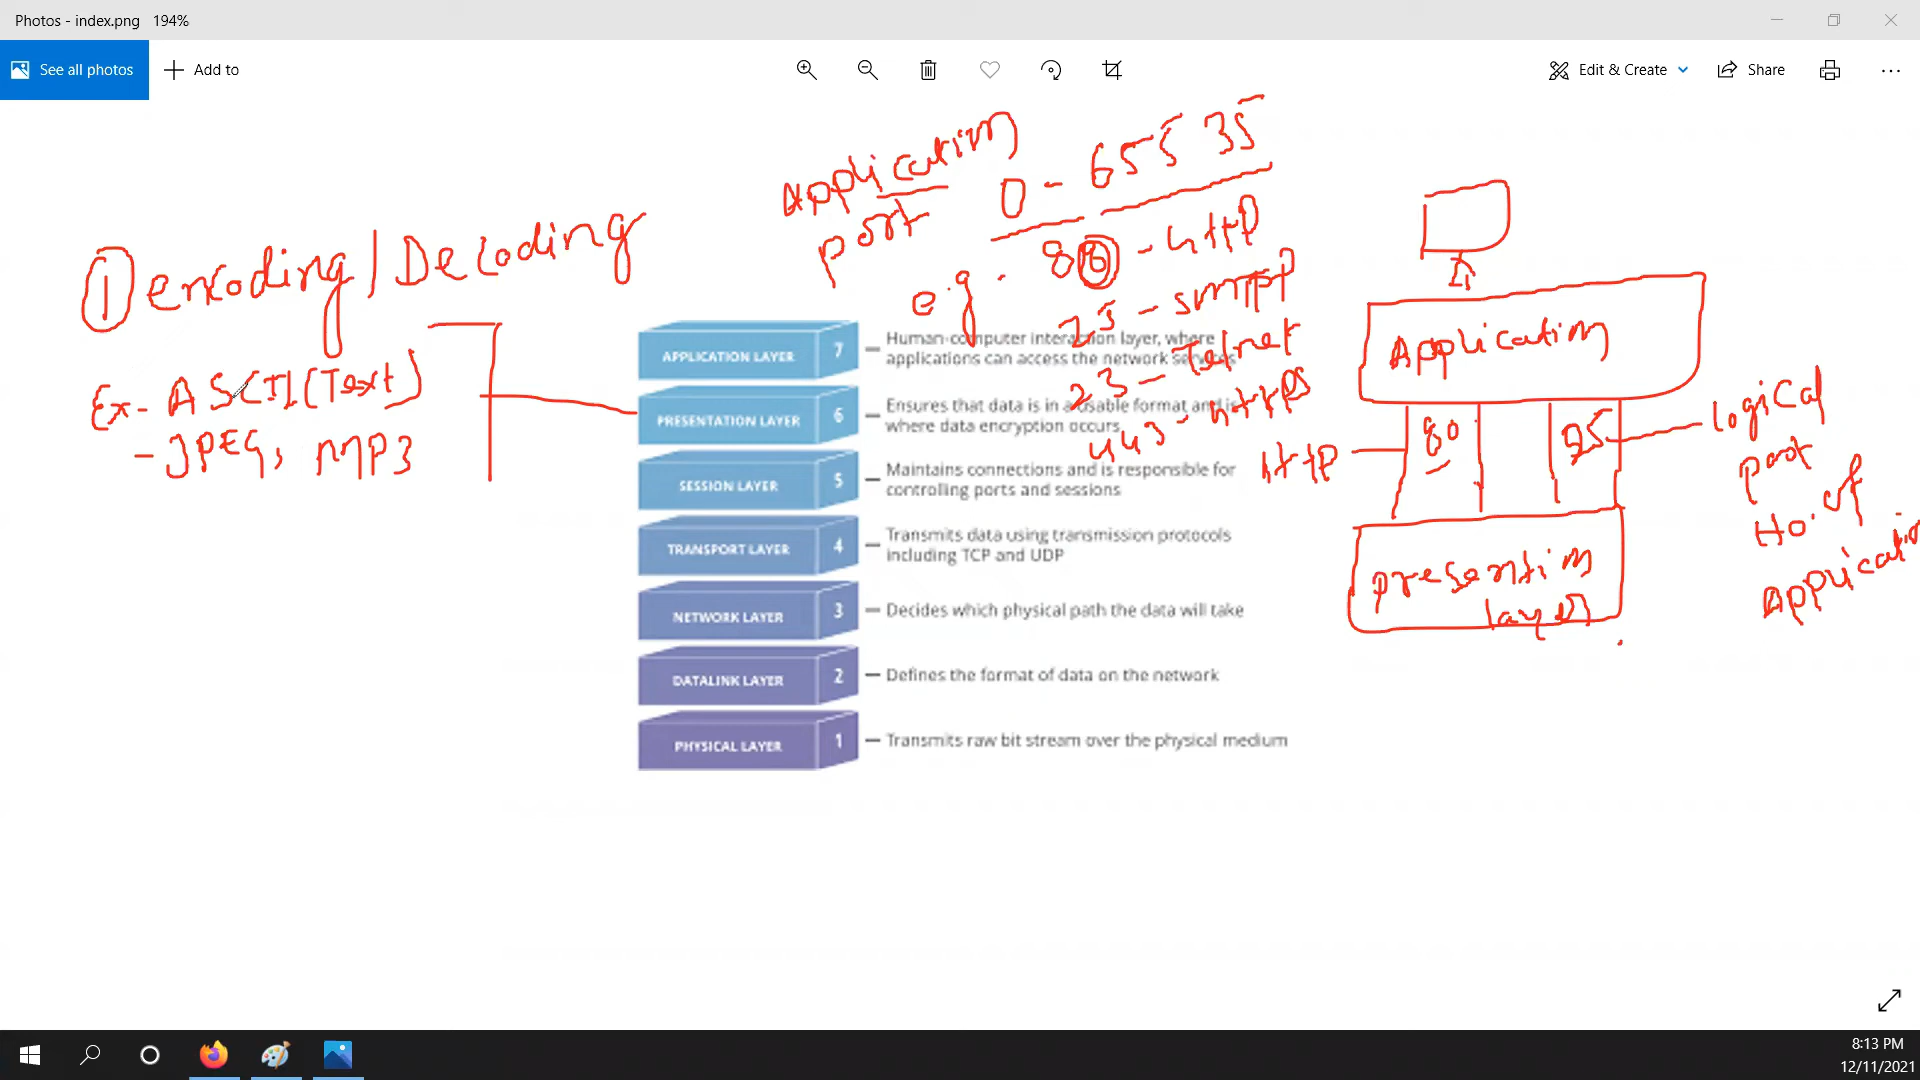 Photos - index.png 194%
See all photos
Add to
Edit & Create
Share
Application
port
0 - 65535
e.g. 80 - http
25 - SMTP
23 - Telnet
443 - https
① encoding/Decoding
Ex - ASCII (Text)
- JPEG, MP3
APPLICATION LAYER 7
Human-computer interaction layer, where
applications can access the network services
PRESENTATION LAYER 6
Ensures that data is in a usable format and is
where data encryption occurs
SESSION LAYER 5
Maintains connections and is responsible for
controlling ports and sessions
TRANSPORT LAYER 4
Transmits data using transmission protocols
including TCP and UDP
NETWORK LAYER 3
Decides which physical path the data will take
DATALINK LAYER 2
Defines the format of data on the network
PHYSICAL LAYER 1
Transmits raw bit stream over the physical medium
Application
http
80
25
logical
port
No. of
Application
presentation
layer
8:13 PM
12/11/2021